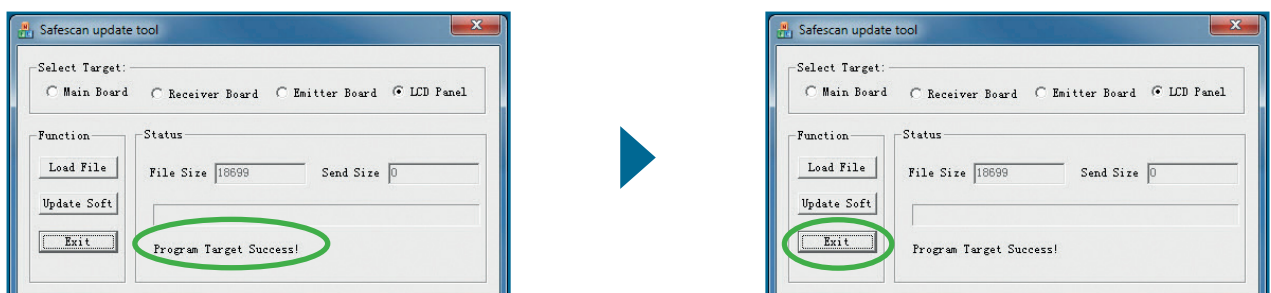 Safescan update tool
Select Target:
Main Board Receiver Board Emitter Board LCD Panel
Function
Status
Load File
File Size 18699 Send Size 0
Update Soft
Exit
Program Target Success!
Safescan update tool
Select Target:
Main Board Receiver Board Emitter Board LCD Panel
Function
Status
Load File
File Size 18699 Send Size 0
Update Soft
Exit
Program Target Success!